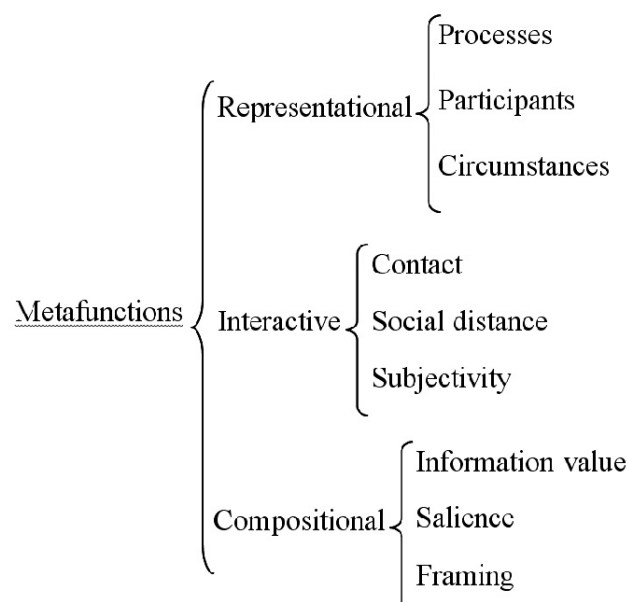 Processes
Representational
Participants
Circumstances
Contact
Metafunctions
Interactive
Social distance
Subjectivity
Information value
Compositional
Salience
Framing